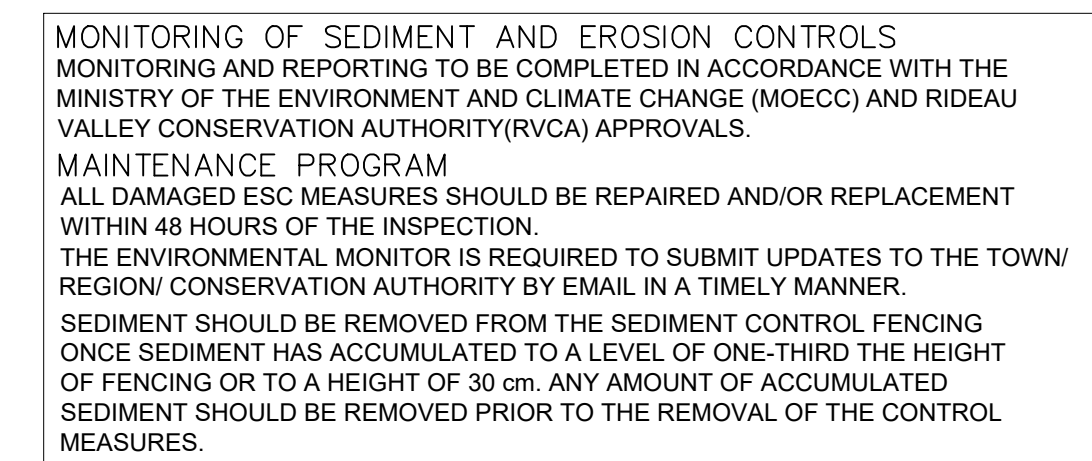 MONITORING OF SEDIMENT AND EROSION CONTROLS
MONITORING AND REPORTING TO BE COMPLETED IN ACCORDANCE WITH THE
MINISTRY OF THE ENVIRONMENT AND CLIMATE CHANGE (MOECC) AND RIDEAU
VALLEY CONSERVATION AUTHORITY(RVCA) APPROVALS.
MAINTENANCE PROGRAM
ALL DAMAGED ESC MEASURES SHOULD BE REPAIRED AND/OR REPLACEMENT
WITHIN 48 HOURS OF THE INSPECTION.
THE ENVIRONMENTAL MONITOR IS REQUIRED TO SUBMIT UPDATES TO THE TOWN/
REGION/ CONSERVATION AUTHORITY BY EMAIL IN A TIMELY MANNER.
SEDIMENT SHOULD BE REMOVED FROM THE SEDIMENT CONTROL FENCING
ONCE SEDIMENT HAS ACCUMULATED TO A LEVEL OF ONE-THIRD THE HEIGHT
OF FENCING OR TO A HEIGHT OF 30 cm. ANY AMOUNT OF ACCUMULATED
SEDIMENT SHOULD BE REMOVED PRIOR TO THE REMOVAL OF THE CONTROL
MEASURES.